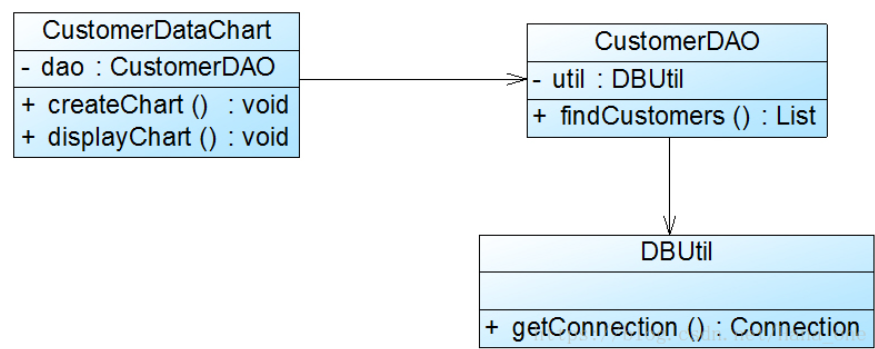 CustomerDataChart
- dao : CustomerDAO
+ createChart () : void
+ displayChart () : void
CustomerDAO
- util : DBUtil
+ findCustomers () : List
DBUtil
+ getConnection () : Connection